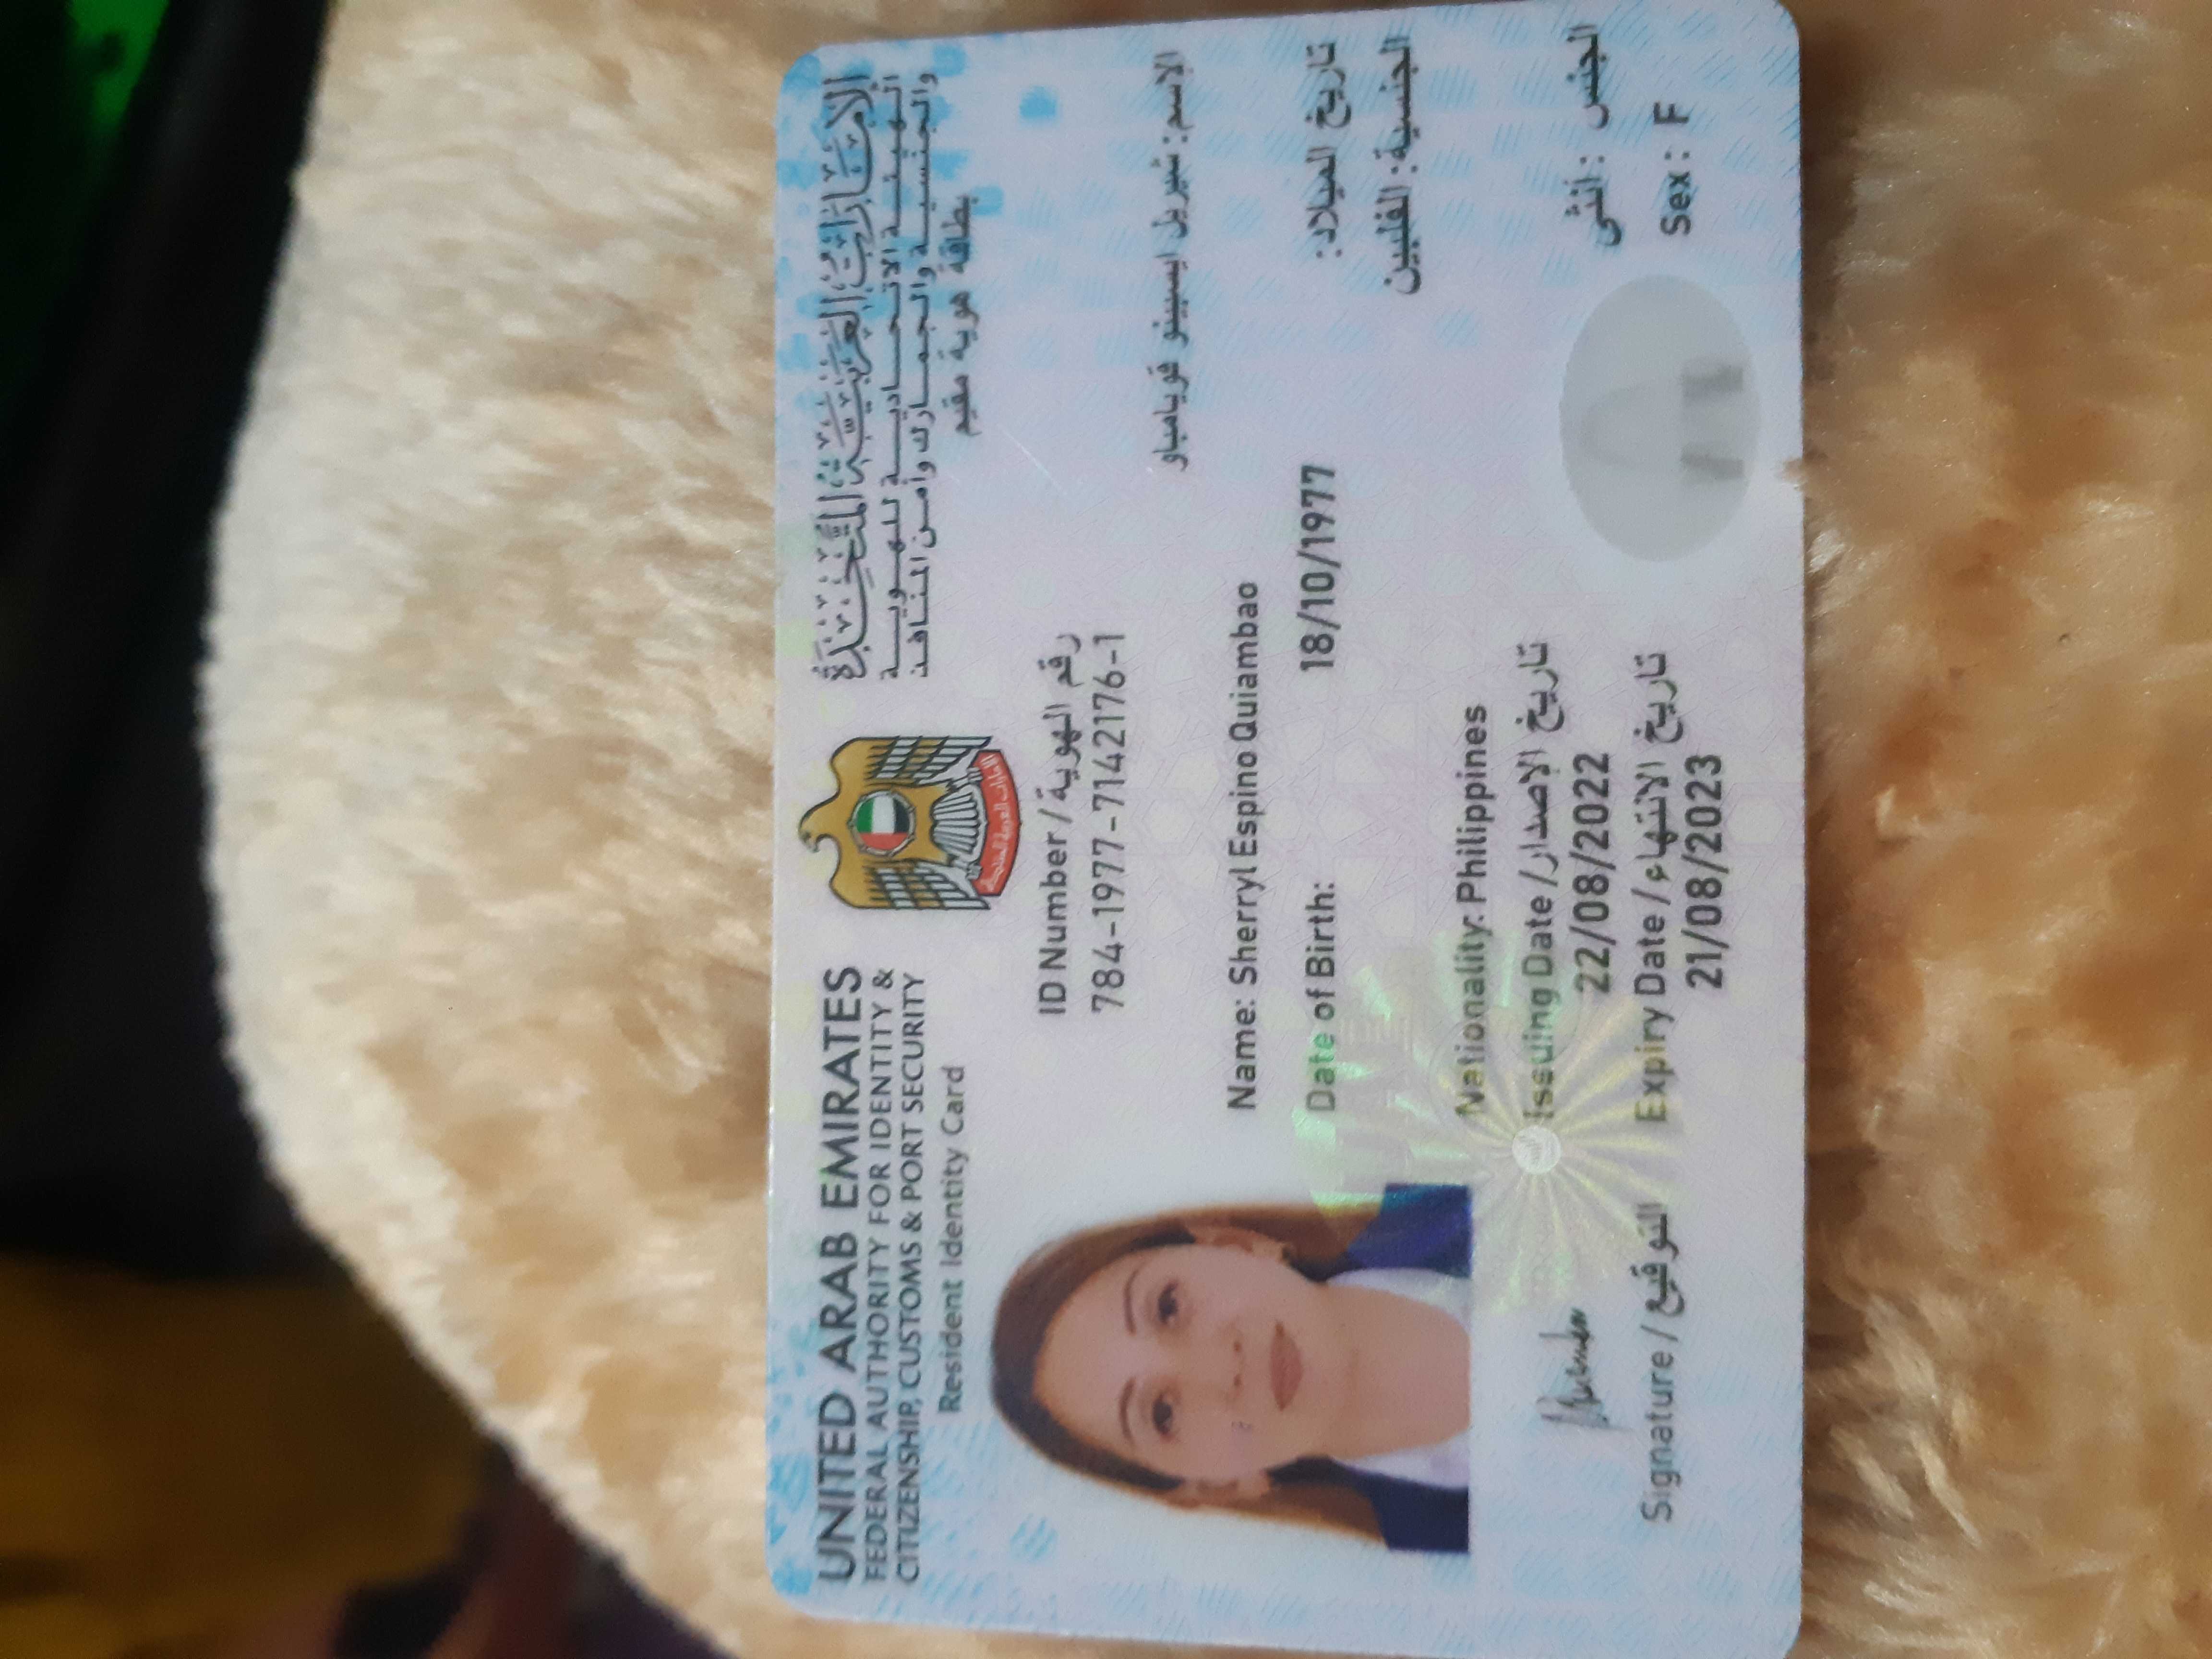 UNITED ARAB EMIRATES
FEDERAL AUTHORITY FOR IDENTITY &
CITIZENSHIP, CUSTOMS & PORT SECURITY
Resident Identity Card
الإمارات العربية المتحدة
الهيئة الاتحادية للهوية
والجنسية والجمارك وأمن المنافذ
بطاقة هوية مقيم
ID Number / رقم الهوية
784-1977-7142176-1
الإسم: شيريل ايسبينو قويامباو
Name: Sherryl Espino Quiambao
Date of Birth: 18/10/1977 تاريخ الميلاد:
الجنسية: الفلبين
Nationality: Philippines
Issuing Date / تاريخ الإصدار
22/08/2022
Expiry Date / تاريخ الانتهاء
21/08/2023
الجنس : أنثى
Sex : F
Signature / التوقيع